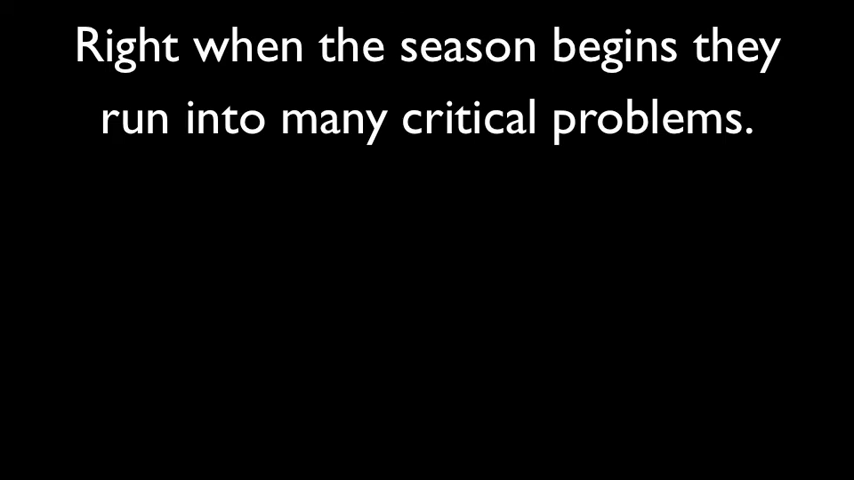 Right when the season begins they
run into many critical problems.